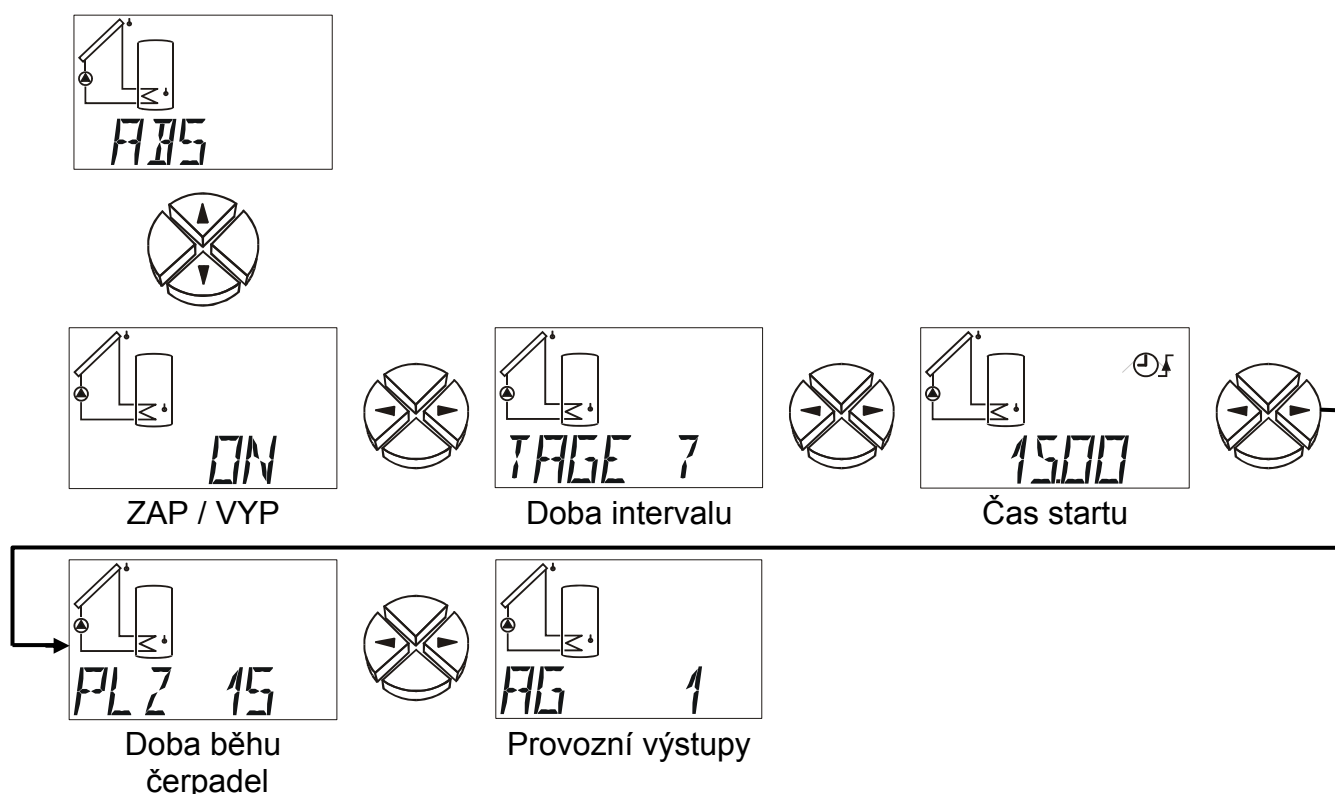 ABS
ON
TAGE 7
15.00
ZAP / VYP
Doba intervalu
Čas startu
PLZ 15
AG 1
Doba běhu
čerpadel
Provozní výstupy